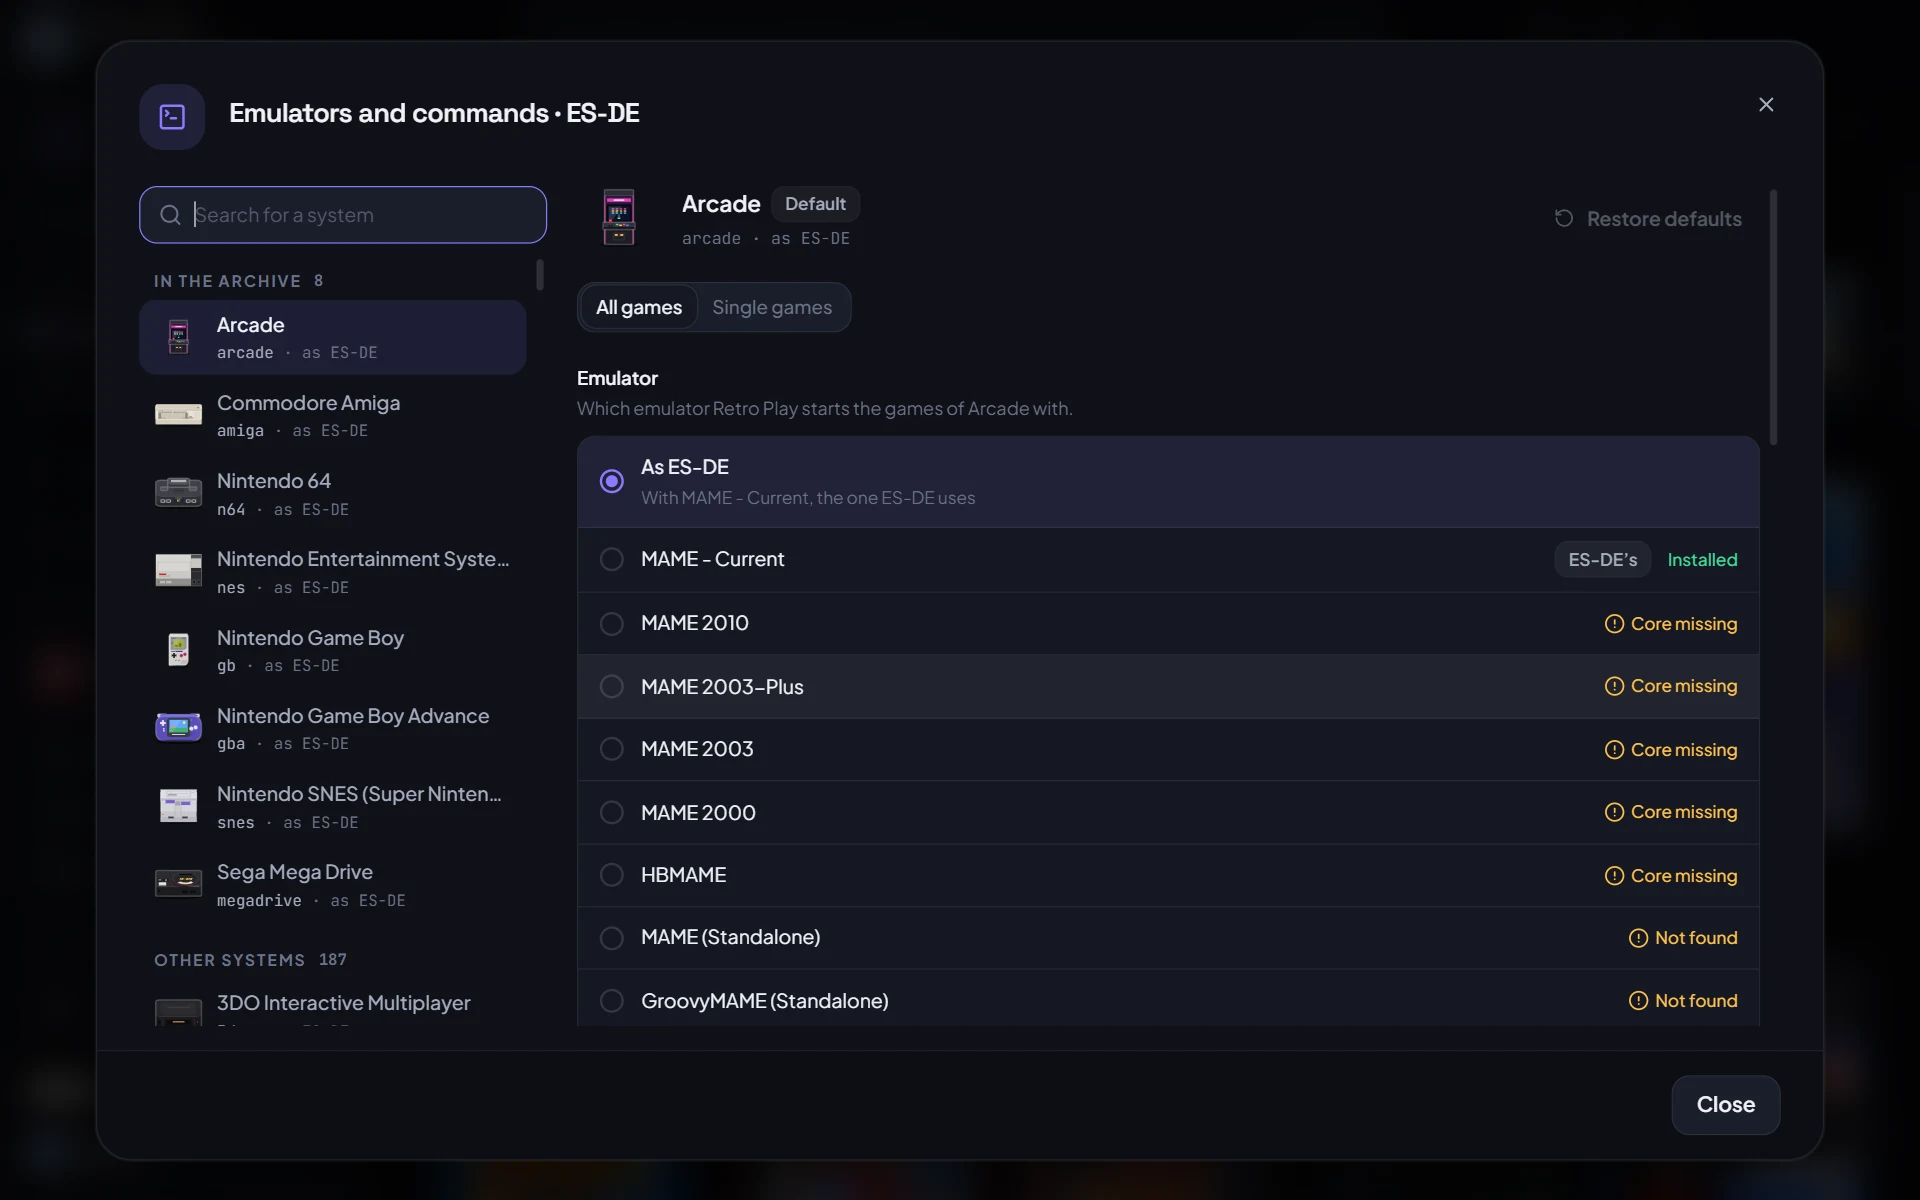 Emulators and commands · ES-DE
Search for a system
IN THE ARCHIVE 8
Arcade
arcade · as ES-DE
Commodore Amiga
amiga · as ES-DE
Nintendo 64
n64 · as ES-DE
Nintendo Entertainment Syste...
nes · as ES-DE
Nintendo Game Boy
gb · as ES-DE
Nintendo Game Boy Advance
gba · as ES-DE
Nintendo SNES (Super Ninten...
snes · as ES-DE
Sega Mega Drive
megadrive · as ES-DE
OTHER SYSTEMS 187
3DO Interactive Multiplayer
Arcade Default
arcade · as ES-DE
Restore defaults
All games Single games
Emulator
Which emulator Retro Play starts the games of Arcade with.
As ES-DE
With MAME - Current, the one ES-DE uses
MAME - Current ES-DE's Installed
MAME 2010 Core missing
MAME 2003-Plus Core missing
MAME 2003 Core missing
MAME 2000 Core missing
HBMAME Core missing
MAME (Standalone) Not found
GroovyMAME (Standalone) Not found
Close